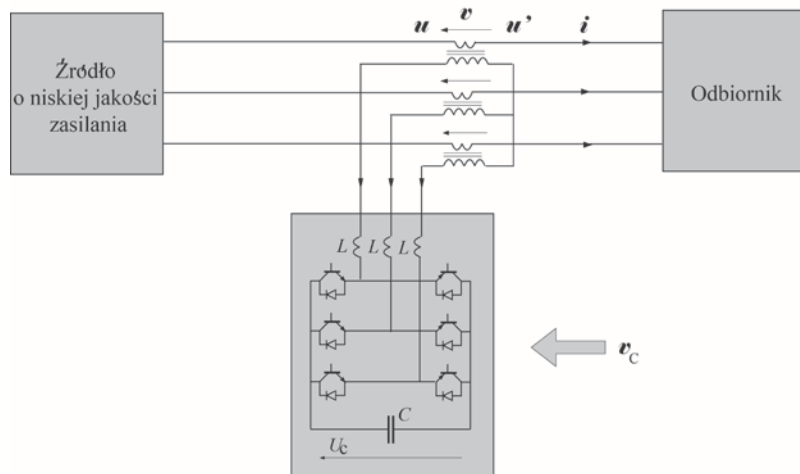 u v u' i
Źródło
o niskiej jakości
zasilania
Odbiornik
L L L
v_C
C
U_c